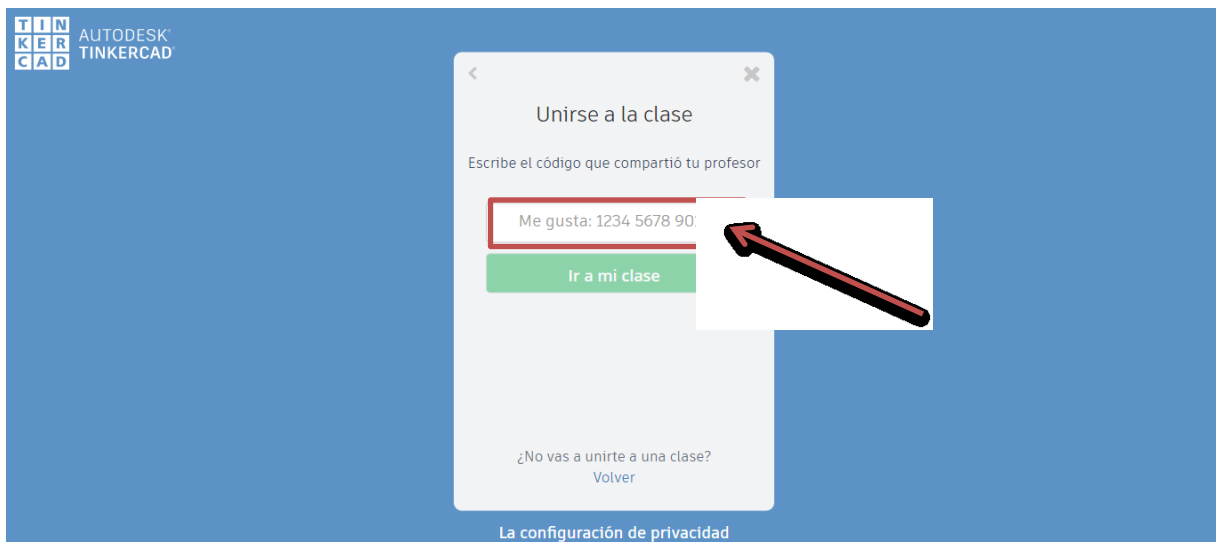 TIN
KER
CAD
AUTODESK®
TINKERCAD®
Unirse a la clase
Escribe el código que compartió tu profesor
Me gusta: 1234 5678 90
Ir a mi clase
¿No vas a unirte a una clase?
Volver
La configuración de privacidad